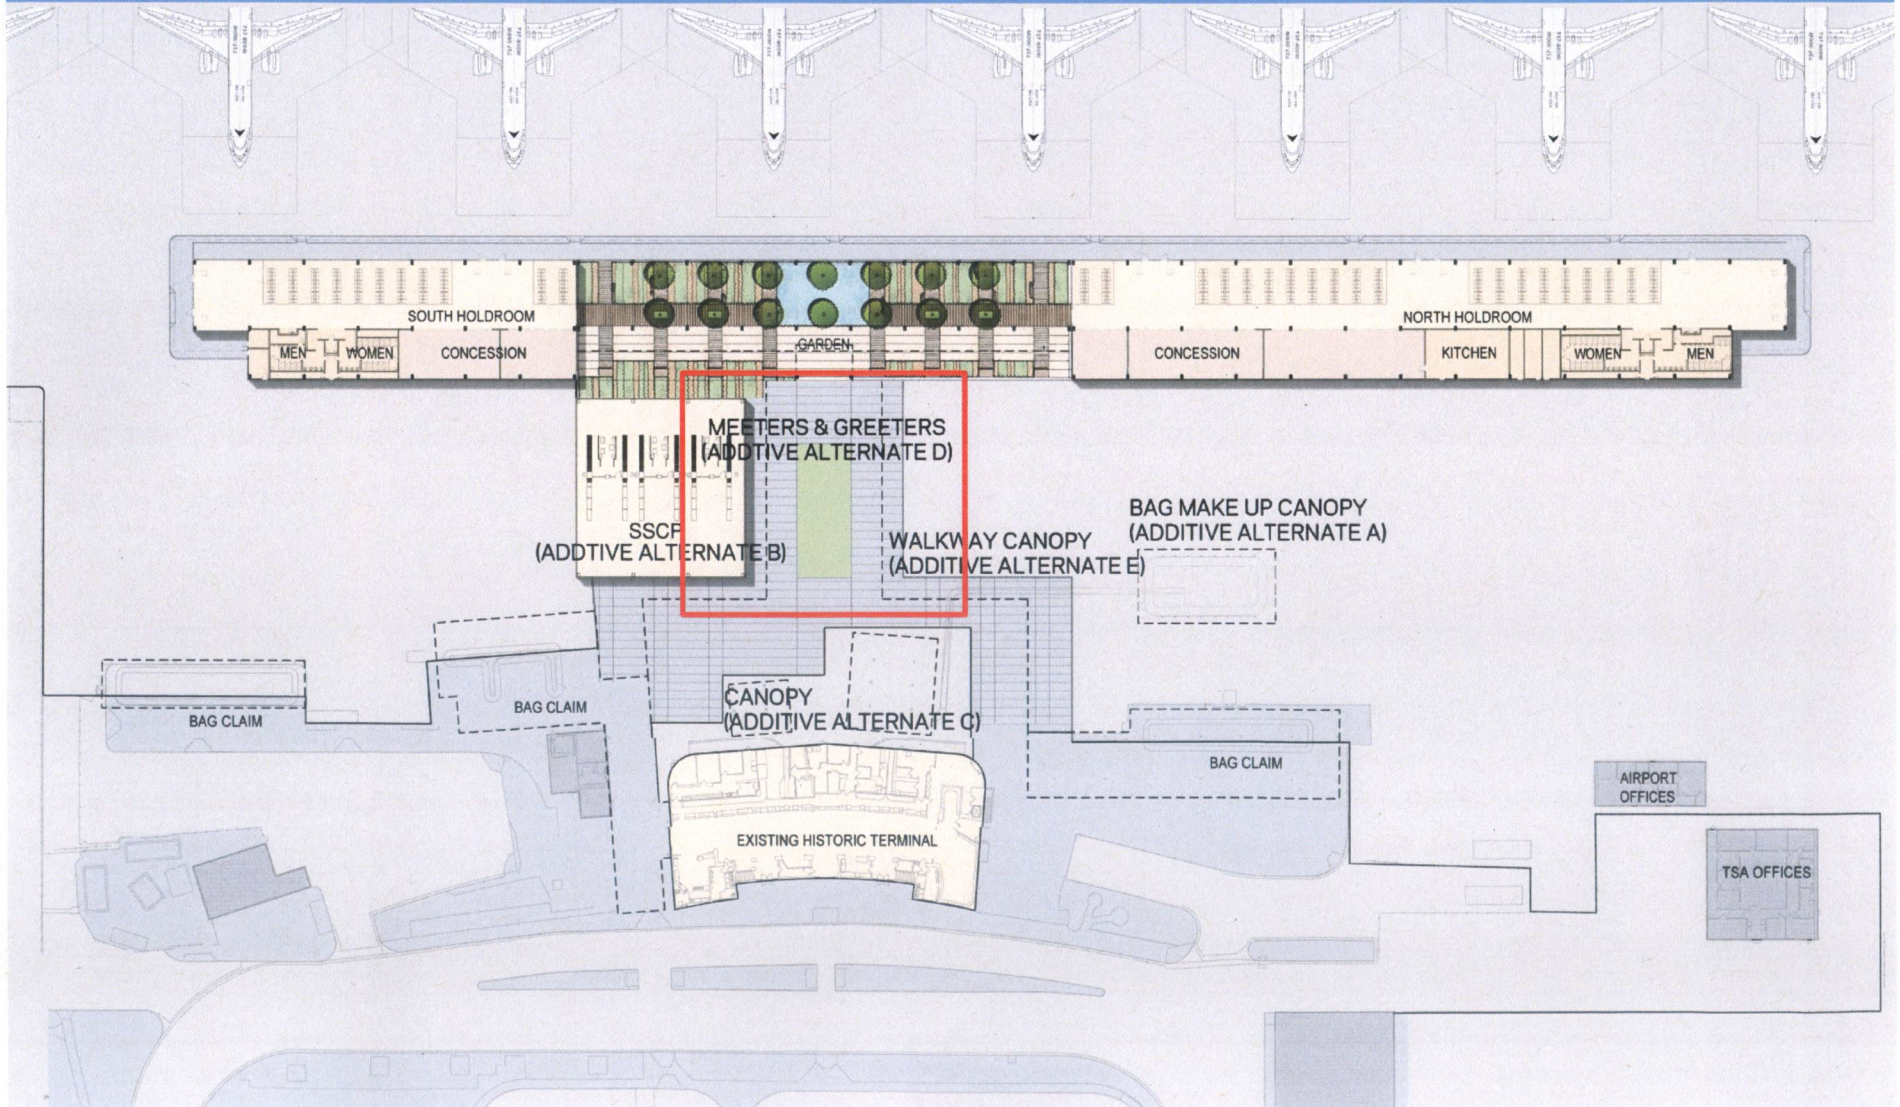 SOUTH HOLDROOM
NORTH HOLDROOM
MEN
WOMEN
CONCESSION
GARDEN
CONCESSION
KITCHEN
WOMEN
MEN
MEETERS & GREETERS
(ADDTIVE ALTERNATE D)
SSCP
(ADDTIVE ALTERNATE B)
WALKWAY CANOPY
(ADDITIVE ALTERNATE E)
BAG MAKE UP CANOPY
(ADDITIVE ALTERNATE A)
BAG CLAIM
BAG CLAIM
CANOPY
(ADDITIVE ALTERNATE C)
BAG CLAIM
AIRPORT
OFFICES
EXISTING HISTORIC TERMINAL
TSA OFFICES